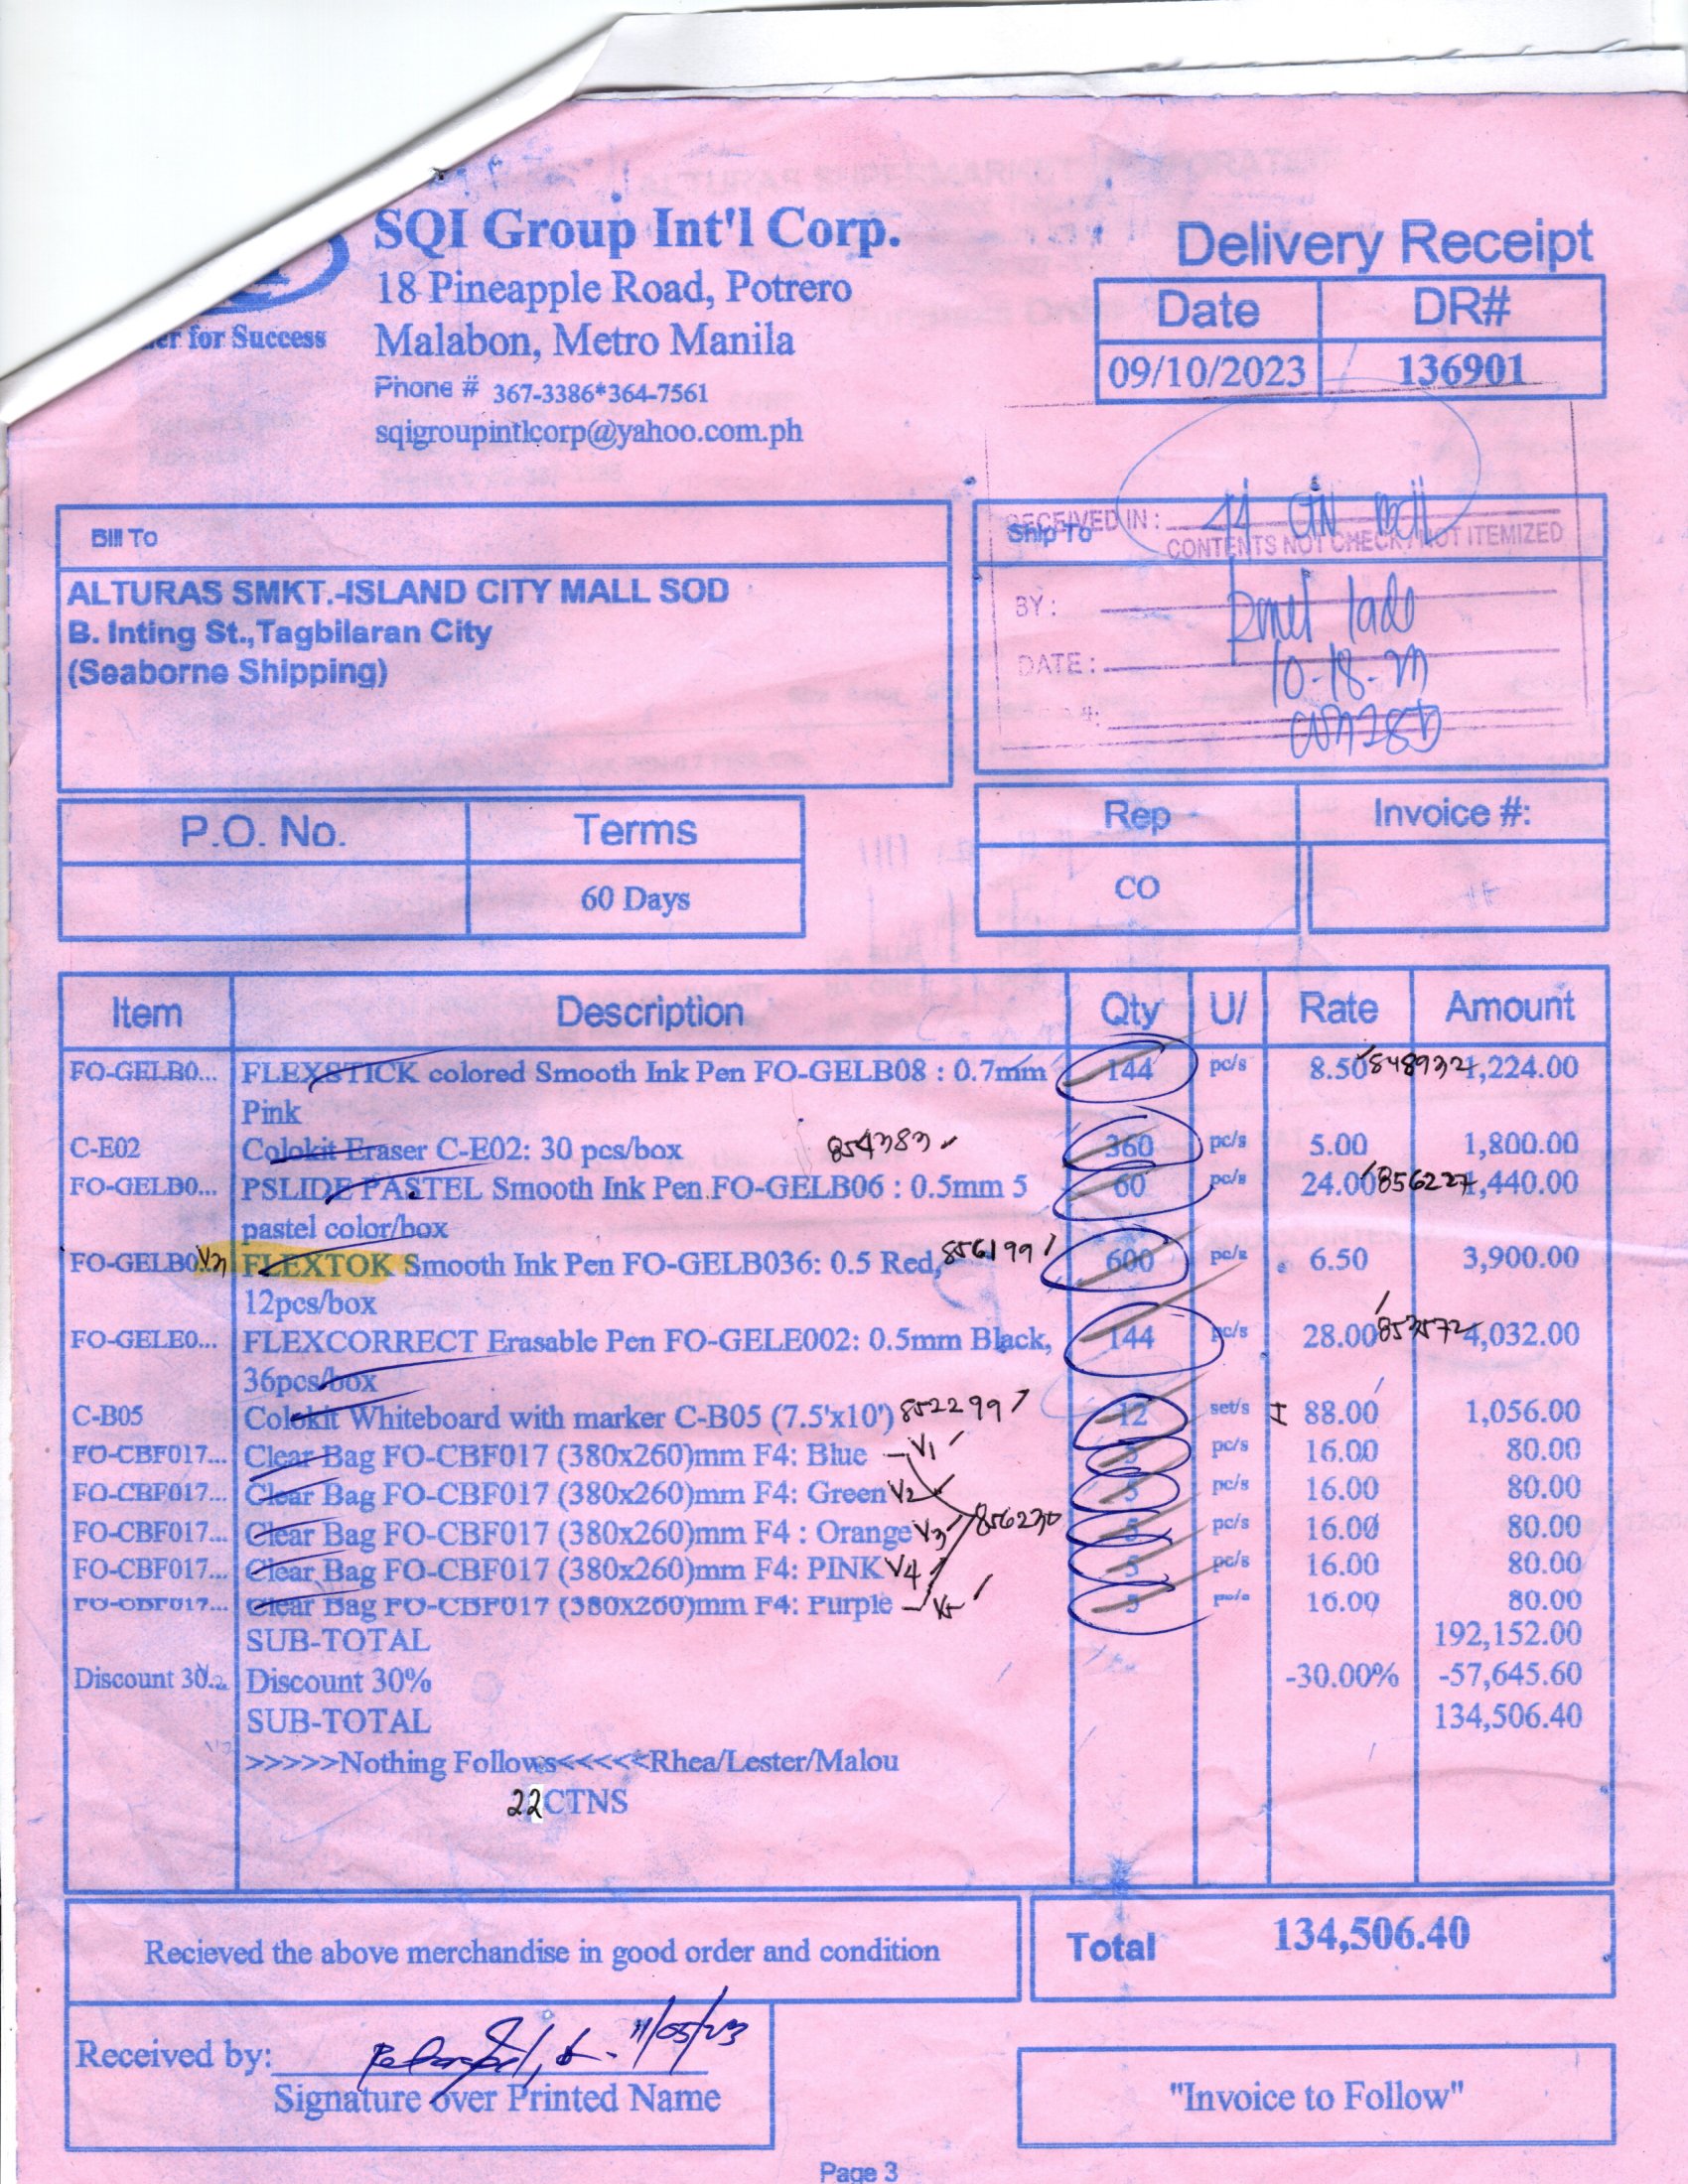 SQI Group Int'l Corp.
18 Pineapple Road, Potrero
Malabon, Metro Manila
Phone # 367-3386*364-7561
sqigroupintlcorp@yahoo.com.ph
for Success
Delivery Receipt
Date DR#
09/10/2023 136901
Bill To
ALTURAS SMKT.-ISLAND CITY MALL SOD
B. Inting St.,Tagbilaran City
(Seaborne Shipping)
Ship To
RECEIVED IN :
CONTENTS NOT CHECK / NOT ITEMIZED
BY :
DATE :
P.O. No. Terms
60 Days
Rep Invoice #:
CO
Item Description Qty U/ Rate Amount
FO-GELB0... FLEXSTICK colored Smooth Ink Pen FO-GELB08 : 0.7mm 144 pc/s 8.50 848932 1,224.00
Pink
C-E02 Colokit Eraser C-E02: 30 pcs/box 854383 360 pc/s 5.00 1,800.00
FO-GELB0... PSLIDE PASTEL Smooth Ink Pen FO-GELB06 : 0.5mm 5 60 pc/s 24.00 856227 1,440.00
pastel color/box
FO-GELB0 FLEXTOK Smooth Ink Pen FO-GELB036: 0.5 Red, 856199 600 pc/s 6.50 3,900.00
12pcs/box
FO-GELE0... FLEXCORRECT Erasable Pen FO-GELE002: 0.5mm Black, 144 pc/s 28.00 4,032.00
36pcs/box
C-B05 Colokit Whiteboard with marker C-B05 (7.5'x10') 852299 12 set/s 88.00 1,056.00
FO-CBF017... Clear Bag FO-CBF017 (380x260)mm F4: Blue V1 5 pc/s 16.00 80.00
FO-CBF017... Clear Bag FO-CBF017 (380x260)mm F4: Green V2 5 pc/s 16.00 80.00
FO-CBF017... Clear Bag FO-CBF017 (380x260)mm F4 : Orange V3 856230 5 pc/s 16.00 80.00
FO-CBF017... Clear Bag FO-CBF017 (380x260)mm F4: PINK V4 5 pc/s 16.00 80.00
FO-CBF017... Clear Bag FO-CBF017 (380x260)mm F4: Purple V5 5 pc/s 16.00 80.00
SUB-TOTAL 192,152.00
Discount 30... Discount 30% -30.00% -57,645.60
SUB-TOTAL 134,506.40
>>>>>Nothing Follows<<<<<Rhea/Lester/Malou
22 CTNS
Recieved the above merchandise in good order and condition
Total 134,506.40
Received by: 11/05/23
Signature over Printed Name
"Invoice to Follow"
Page 3